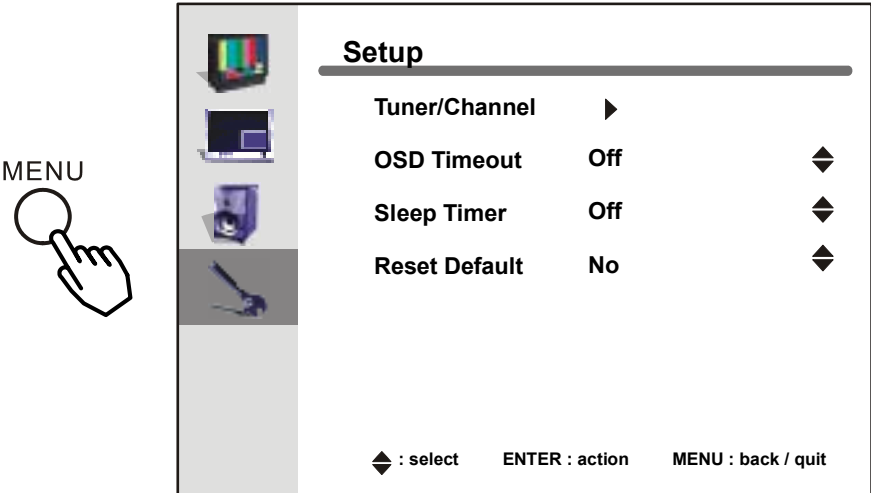 MENU
Setup
Tuner/Channel
OSD Timeout Off
Sleep Timer Off
Reset Default No
: select ENTER : action MENU : back / quit